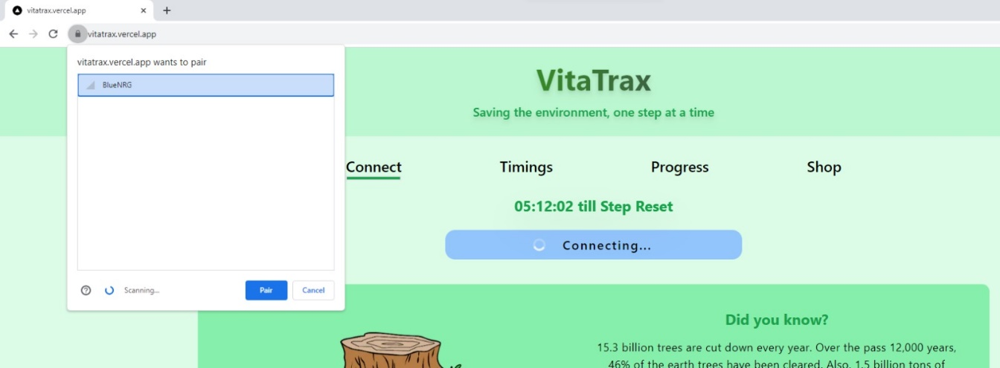 vitatrax.vercel.app
vitatrax.vercel.app
vitatrax.vercel.app wants to pair
BlueNRG
Scanning...
Pair
Cancel
VitaTrax
Saving the environment, one step at a time
Connect
Timings
Progress
Shop
05:12:02 till Step Reset
Connecting...
Did you know?
15.3 billion trees are cut down every year. Over the pass 12,000 years,
46% of the earth trees have been cleared. Also, 1.5 billion tons of